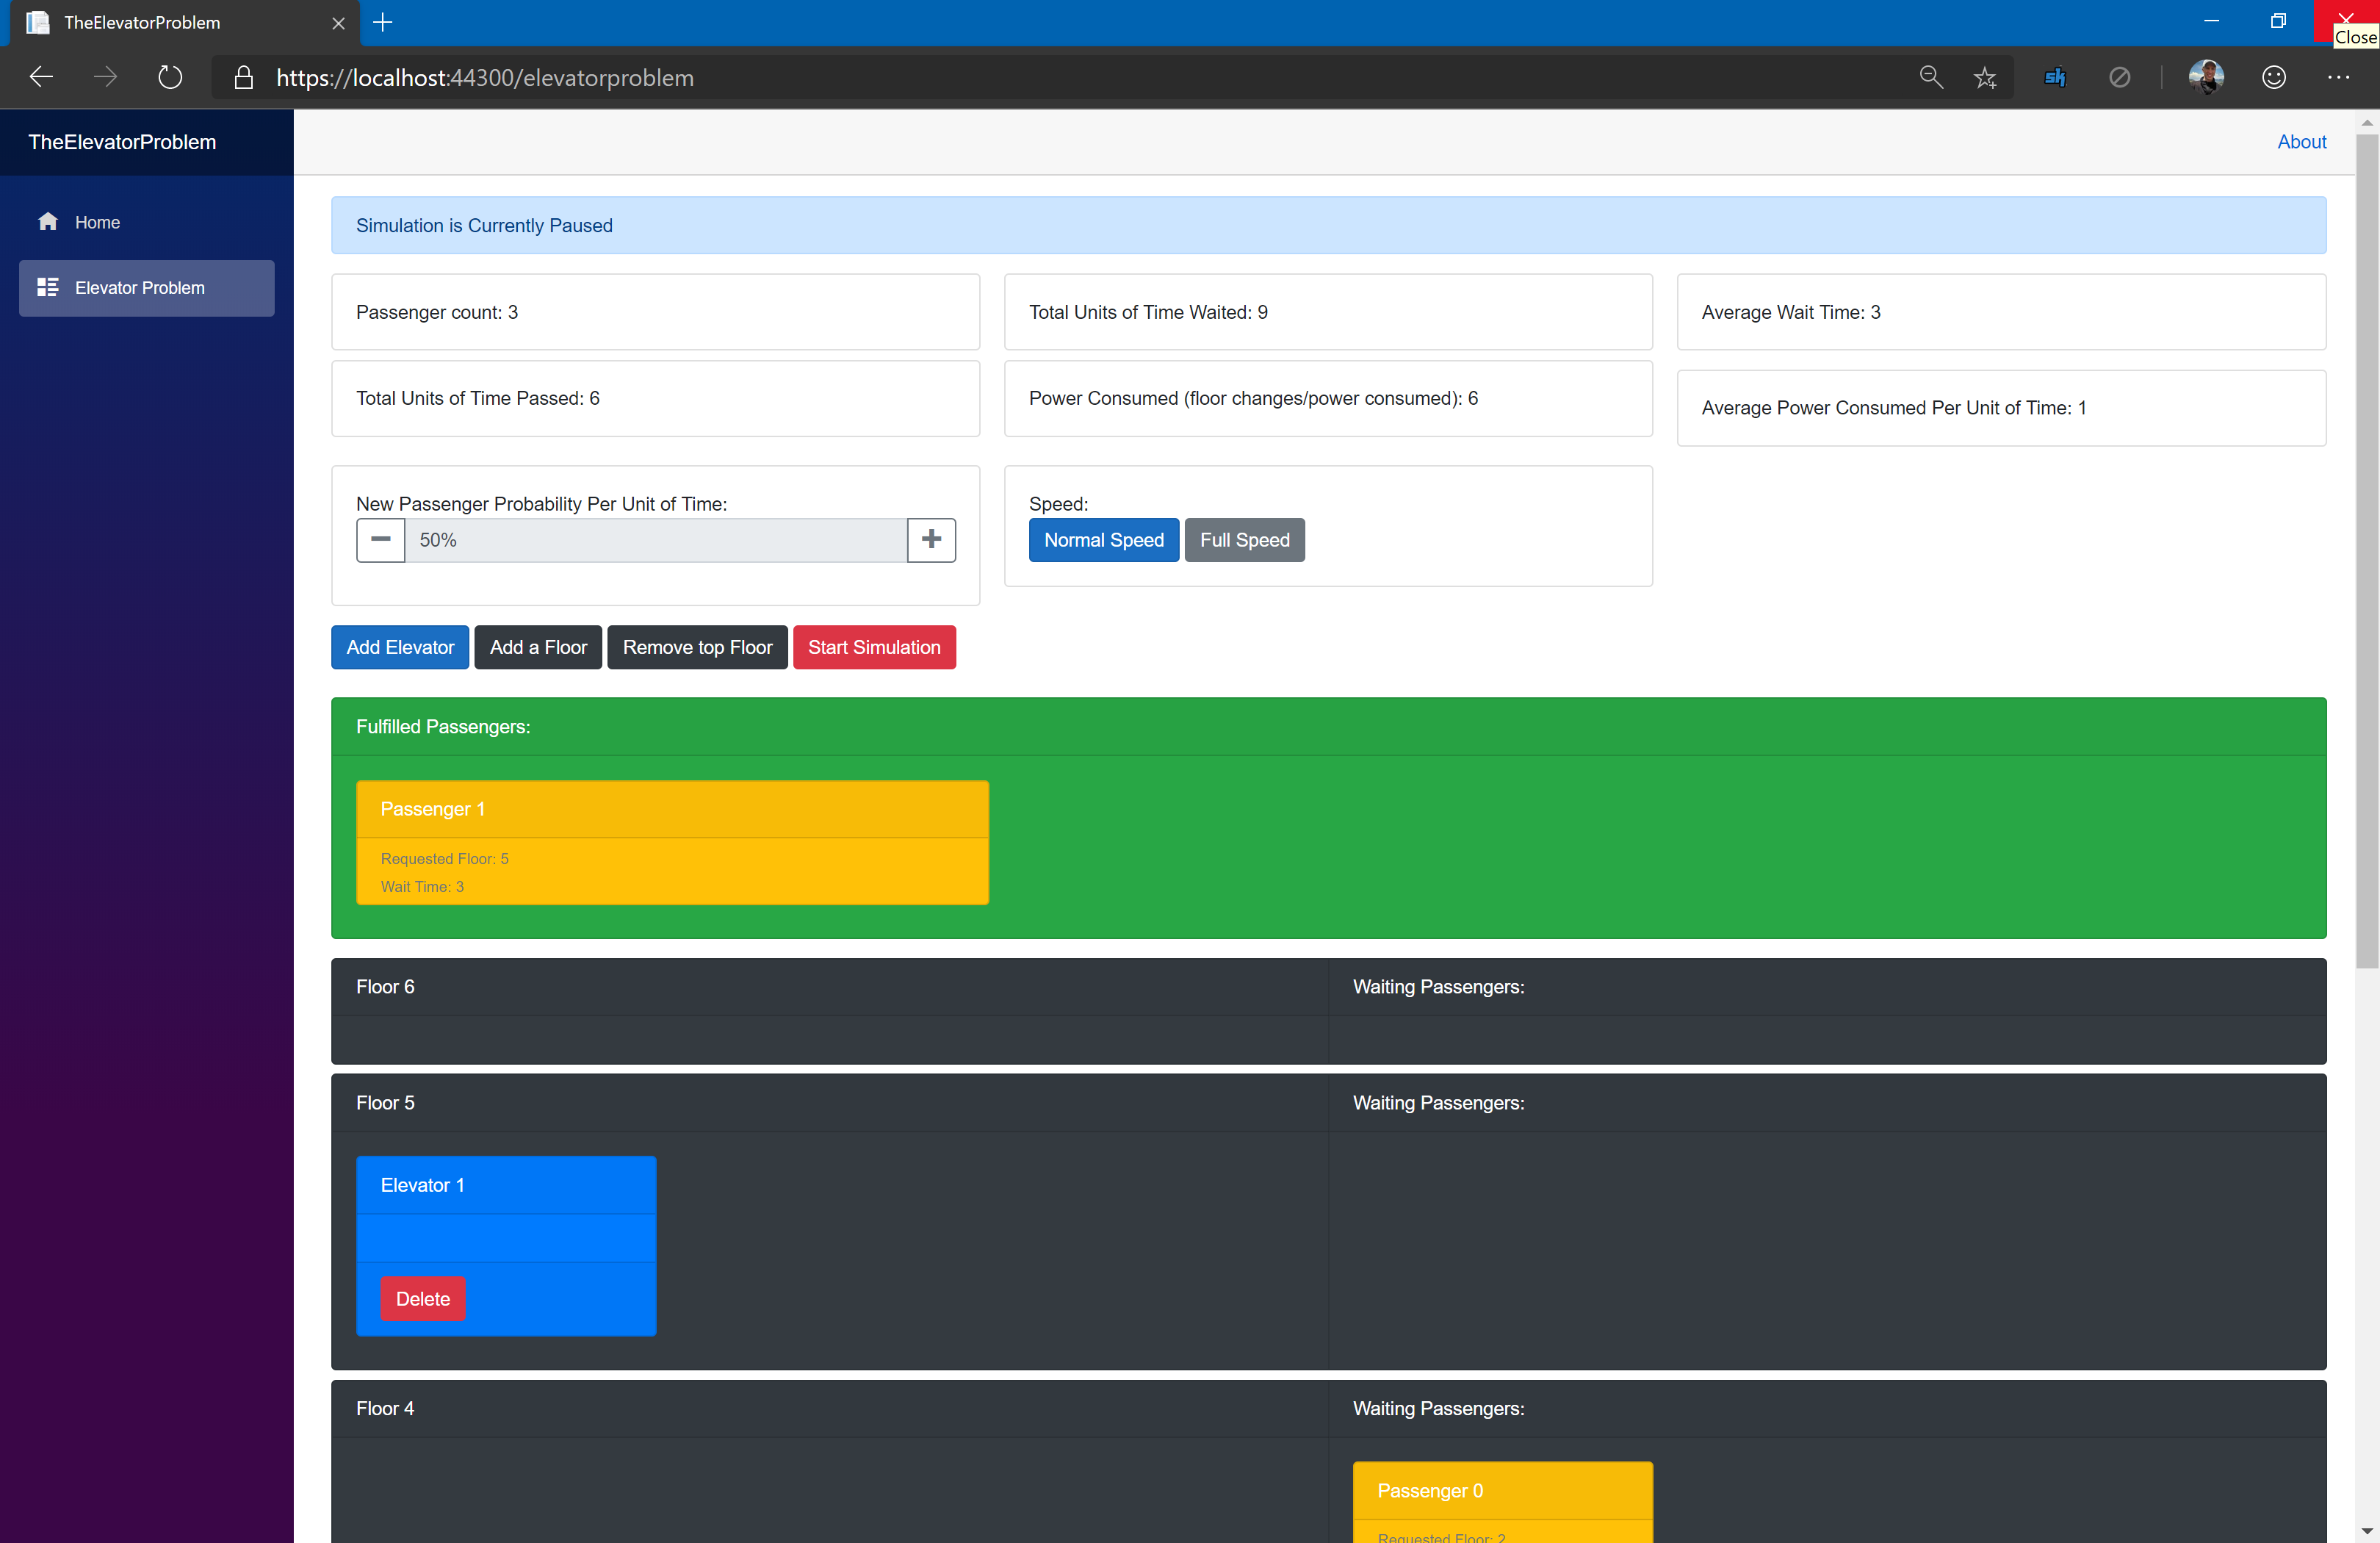 TheElevatorProblem
Close
https://localhost:44300/elevatorproblem
sk
TheElevatorProblem
About
Home
Elevator Problem
Simulation is Currently Paused
Passenger count: 3
Total Units of Time Waited: 9
Average Wait Time: 3
Total Units of Time Passed: 6
Power Consumed (floor changes/power consumed): 6
Average Power Consumed Per Unit of Time: 1
New Passenger Probability Per Unit of Time:
50%
Speed:
Normal Speed
Full Speed
Add Elevator
Add a Floor
Remove top Floor
Start Simulation
Fulfilled Passengers:
Passenger 1
Requested Floor: 5
Wait Time: 3
Floor 6
Waiting Passengers:
Floor 5
Waiting Passengers:
Elevator 1
Delete
Floor 4
Waiting Passengers:
Passenger 0
Requested Floor: 2